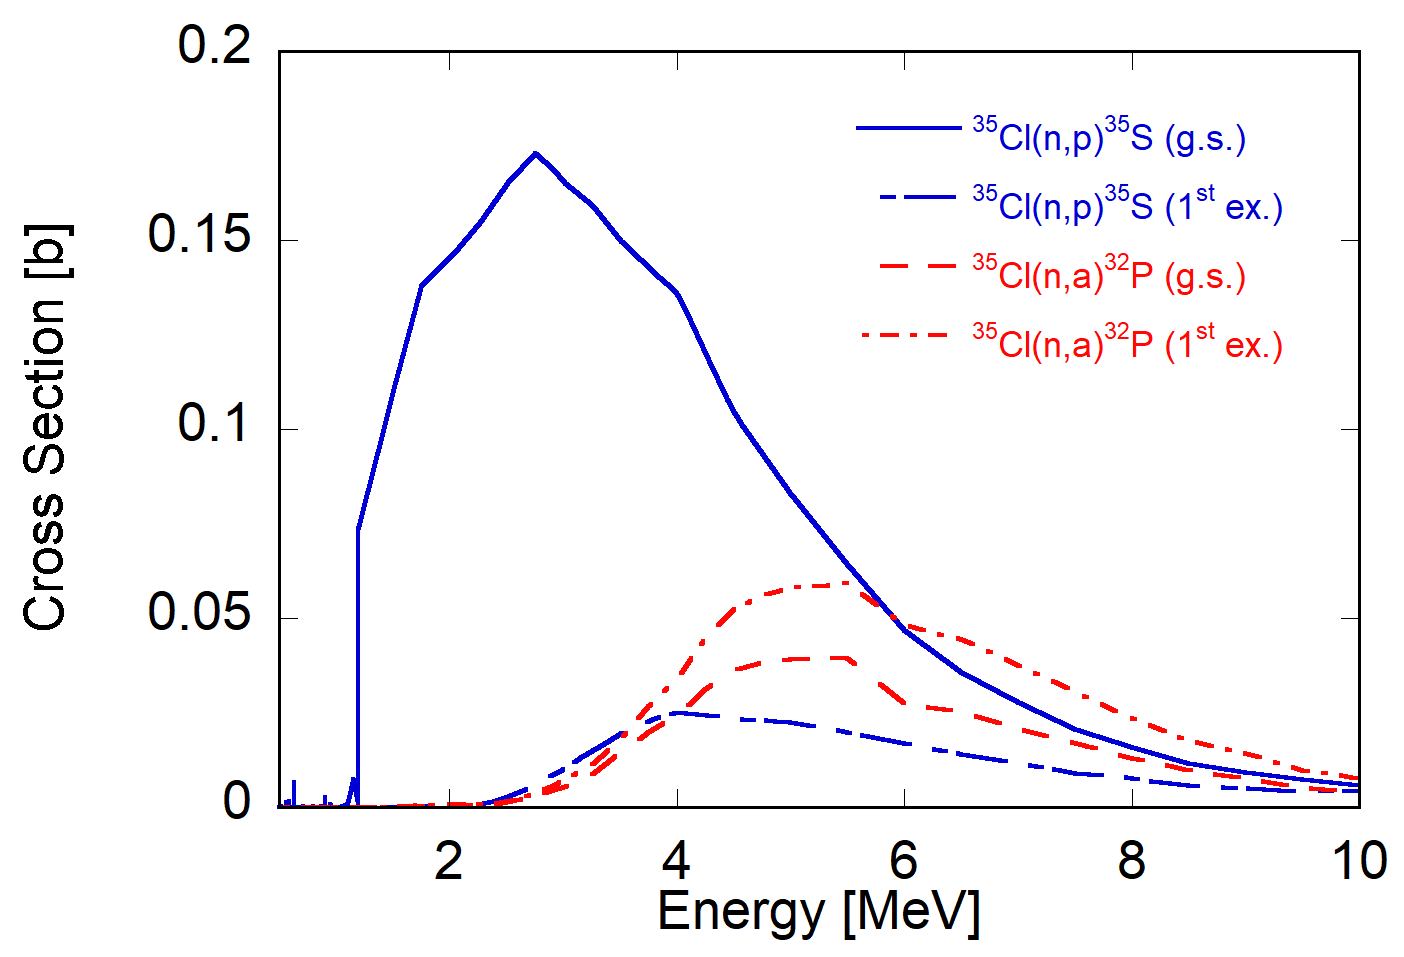 0.2
0.15
0.1
0.05
0
Cross Section [b]
³⁵Cl(n,p)³⁵S (g.s.)
³⁵Cl(n,p)³⁵S (1ˢᵗ ex.)
³⁵Cl(n,a)³²P (g.s.)
³⁵Cl(n,a)³²P (1ˢᵗ ex.)
2 4 6 8 10
Energy [MeV]